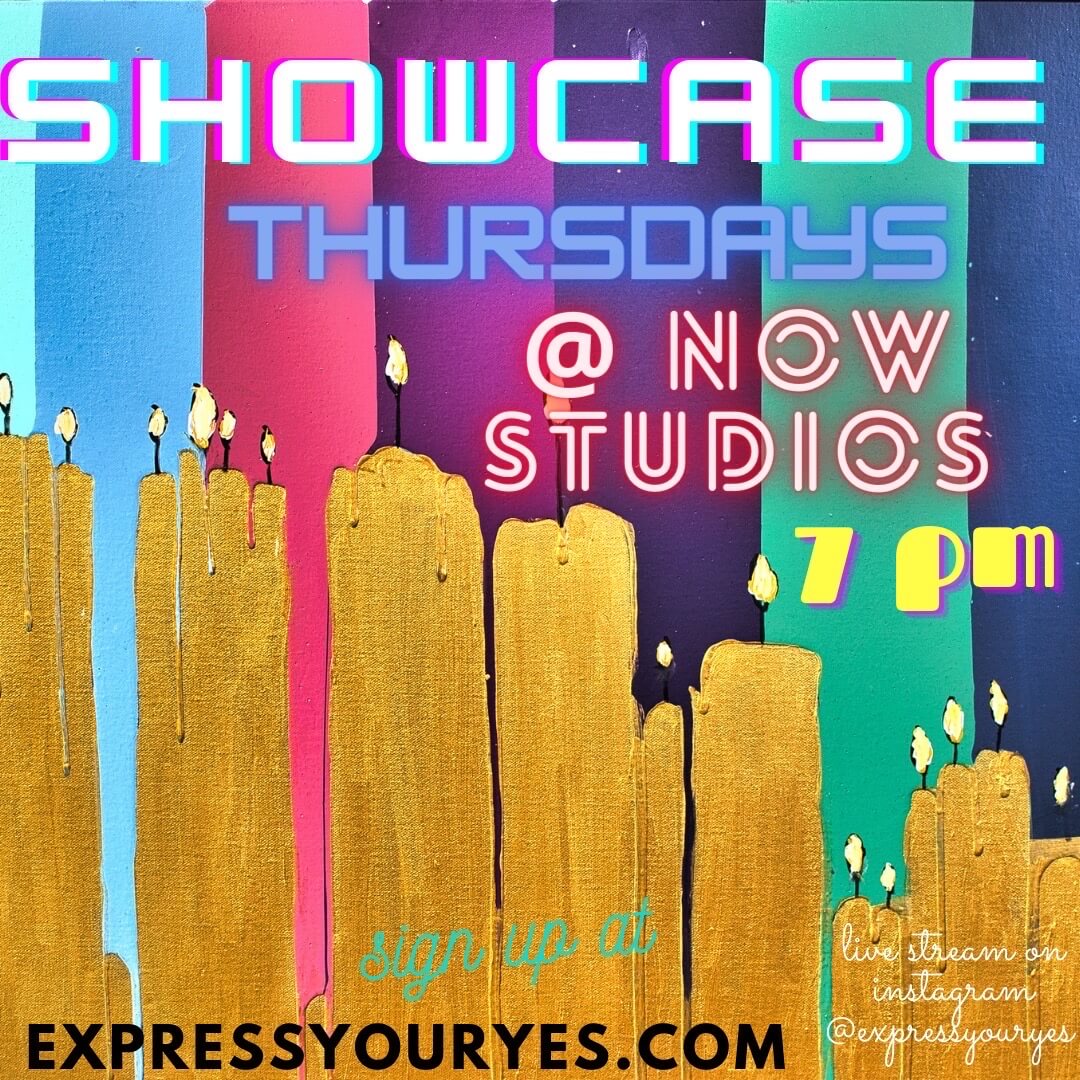 SHOWCASE
THURSDAYS
@ NOW
STUDIOS
7 pm
sign up at
EXPRESSYOURYES.COM
live stream on
instagram
@expressyouryes